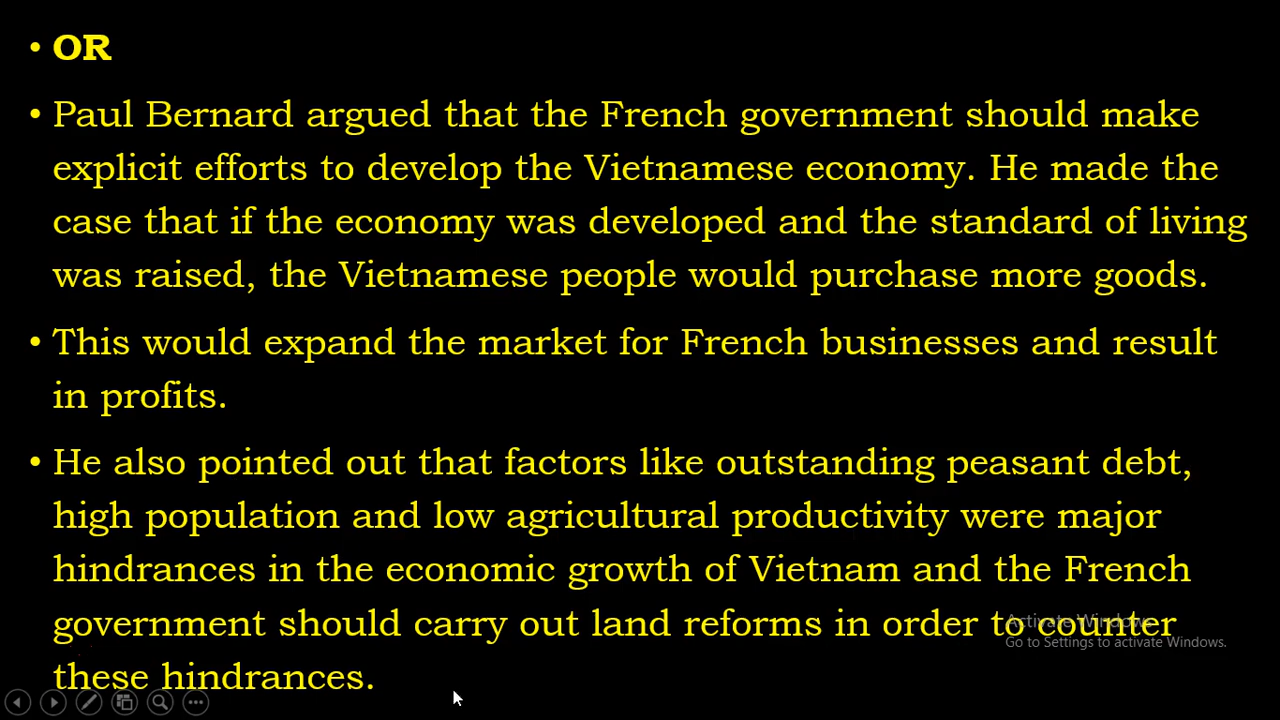 • OR
• Paul Bernard argued that the French government should make
explicit efforts to develop the Vietnamese economy. He made the
case that if the economy was developed and the standard of living
was raised, the Vietnamese people would purchase more goods.
• This would expand the market for French businesses and result
in profits.
• He also pointed out that factors like outstanding peasant debt,
high population and low agricultural productivity were major
hindrances in the economic growth of Vietnam and the French
government should carry out land reforms in order to counter
these hindrances.
Activate Windows
Go to Settings to activate Windows.